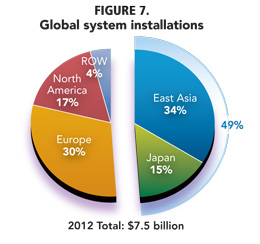 FIGURE 7.
Global system installations
ROW
4%
North
America
17%
East Asia
34%
49%
Europe
30%
Japan
15%
2012 Total: $7.5 billion